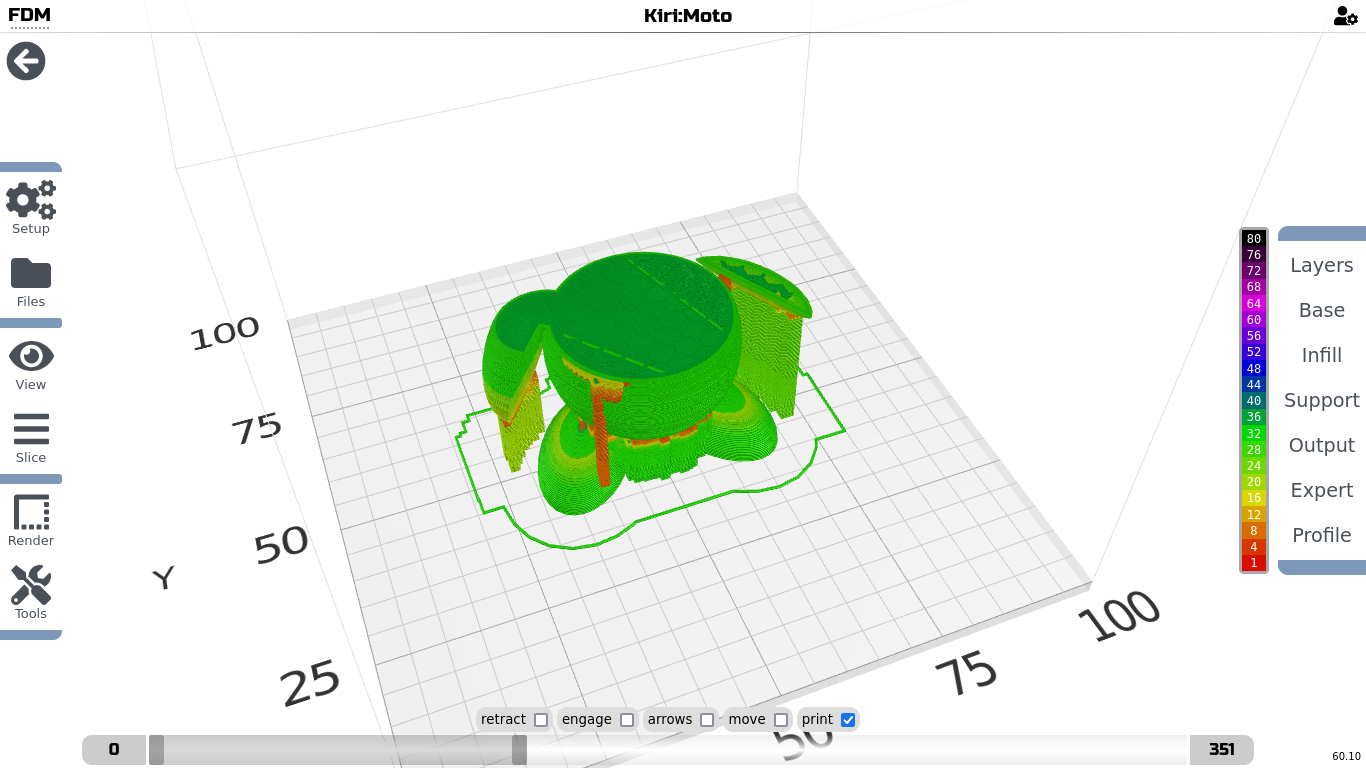 FDM
Kiri:Moto
Setup
Files
View
Slice
Render
Tools
100
75
50
25
Y
50
75
100
80
76
72
68
64
60
56
52
48
44
40
36
32
28
24
20
16
12
8
4
1
Layers
Base
Infill
Support
Output
Expert
Profile
retract engage arrows move print
0
351
60.10